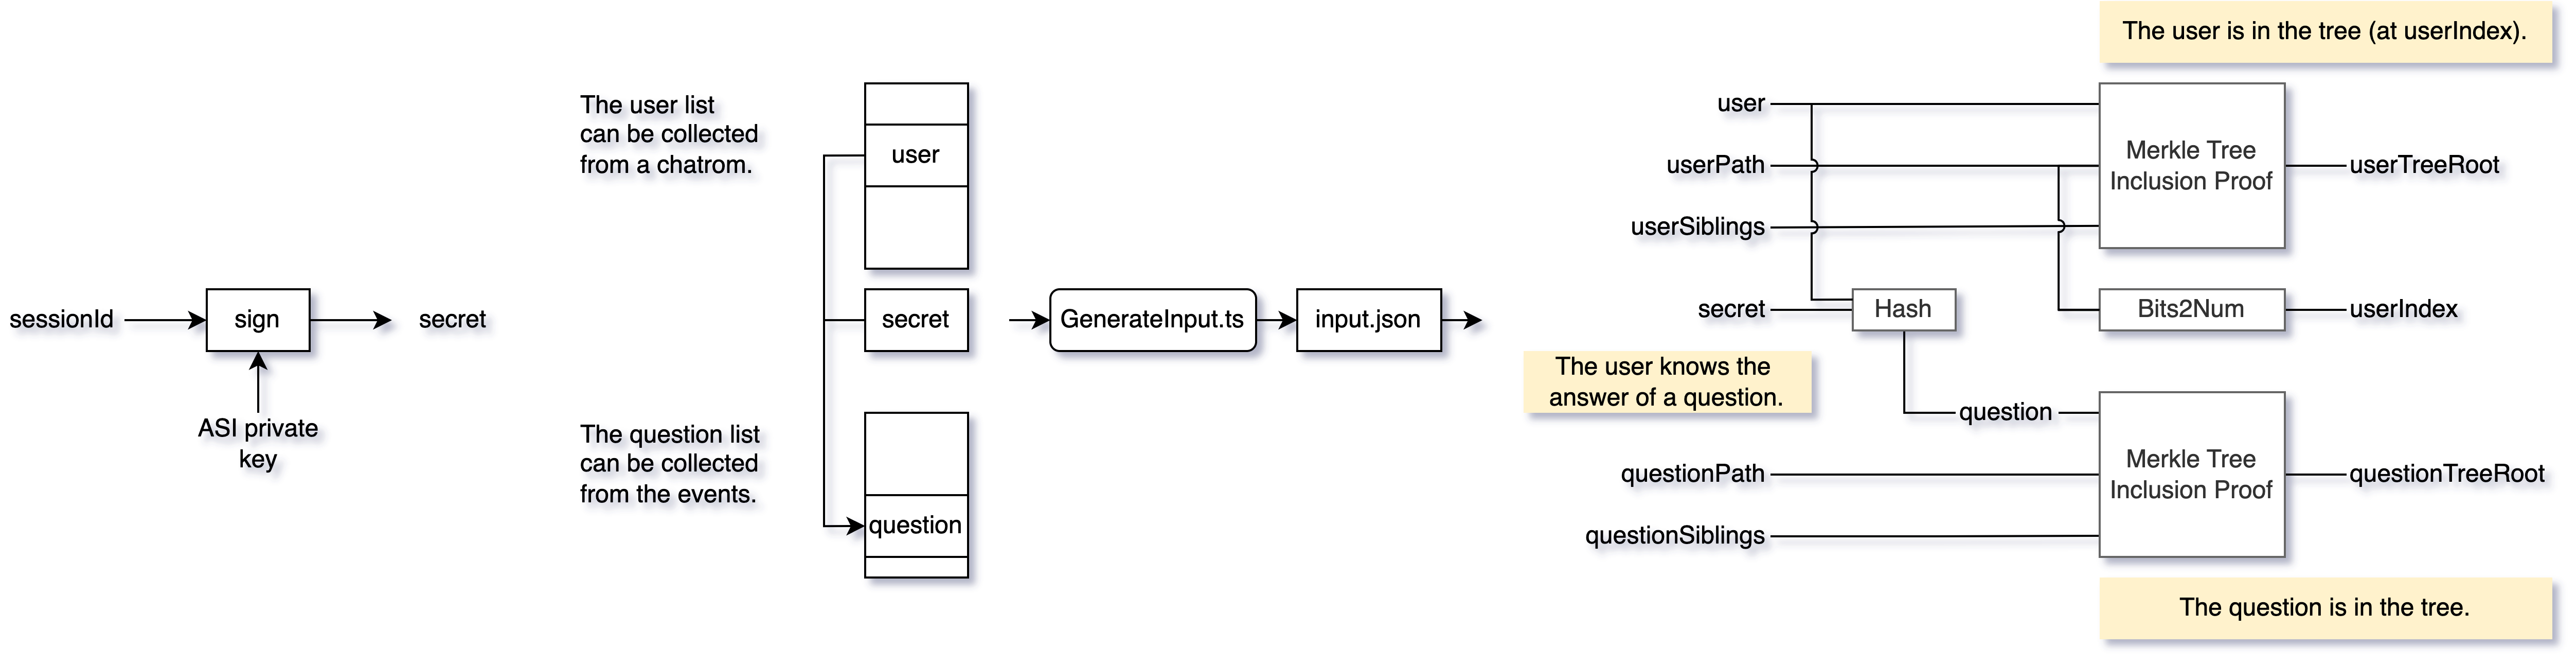 sessionId
sign
secret
ASI private
key
The user list
can be collected
from a chatrom.
user
secret
The question list
can be collected
from the events.
question
GenerateInput.ts
input.json
The user is in the tree (at userIndex).
user
userPath
userSiblings
Merkle Tree
Inclusion Proof
userTreeRoot
secret
Hash
Bits2Num
userIndex
The user knows the
answer of a question.
question
questionPath
questionSiblings
Merkle Tree
Inclusion Proof
questionTreeRoot
The question is in the tree.